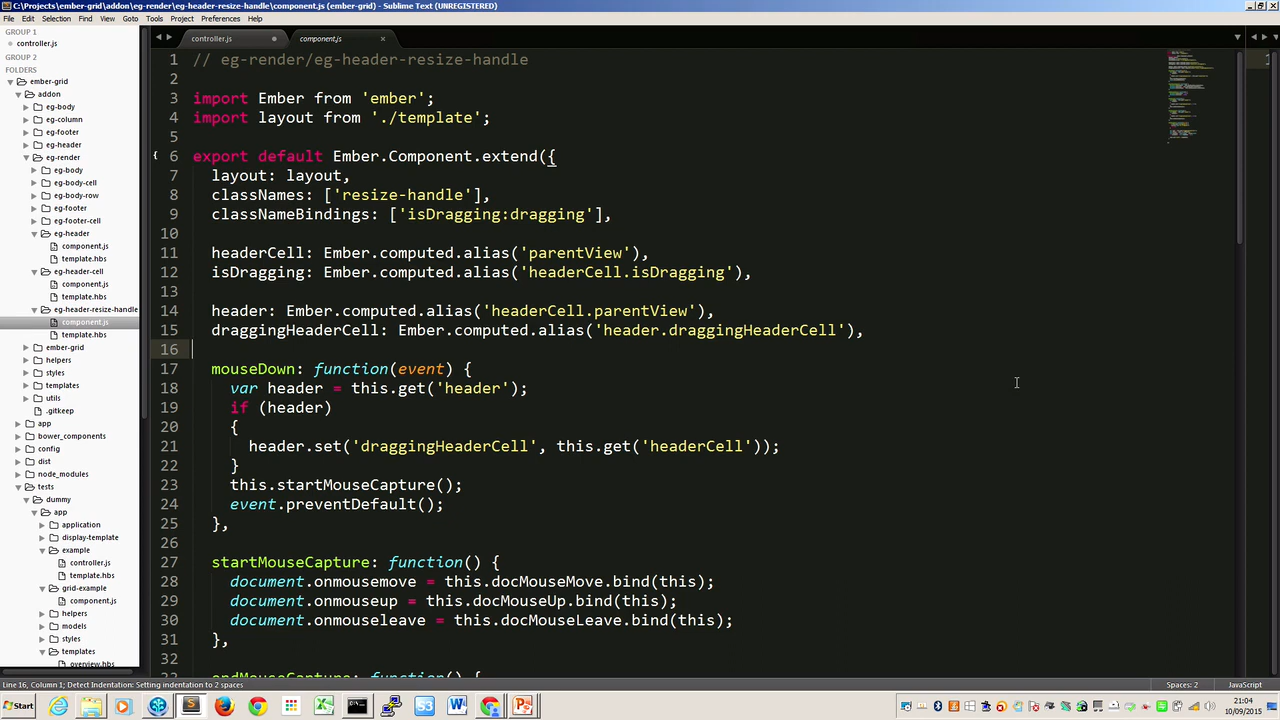 C:\Projects\ember-grid\addon\eg-render\eg-header-resize-handle\component.js (ember-grid) - Sublime Text (UNREGISTERED)
File Edit Selection Find View Goto Tools Project Preferences Help
GROUP 1
controller.js
GROUP 2
FOLDERS
ember-grid
addon
eg-body
eg-column
eg-footer
eg-header
eg-render
eg-body
eg-body-cell
eg-body-row
eg-footer
eg-footer-cell
eg-header
component.js
template.hbs
eg-header-cell
component.js
template.hbs
eg-header-resize-handle
component.js
template.hbs
ember-grid
helpers
styles
templates
utils
.gitkeep
app
bower_components
config
dist
node_modules
tests
dummy
app
application
display-template
example
controller.js
template.hbs
grid-example
component.js
helpers
models
styles
templates
overview.hbs
controller.js component.js
1 // eg-render/eg-header-resize-handle
2
3 import Ember from 'ember';
4 import layout from './template';
5
6 export default Ember.Component.extend({
7 layout: layout,
8 classNames: ['resize-handle'],
9 classNameBindings: ['isDragging:dragging'],
10
11 headerCell: Ember.computed.alias('parentView'),
12 isDragging: Ember.computed.alias('headerCell.isDragging'),
13
14 header: Ember.computed.alias('headerCell.parentView'),
15 draggingHeaderCell: Ember.computed.alias('header.draggingHeaderCell'),
16
17 mouseDown: function(event) {
18 var header = this.get('header');
19 if (header)
20 {
21 header.set('draggingHeaderCell', this.get('headerCell'));
22 }
23 this.startMouseCapture();
24 event.preventDefault();
25 },
26
27 startMouseCapture: function() {
28 document.onmousemove = this.docMouseMove.bind(this);
29 document.onmouseup = this.docMouseUp.bind(this);
30 document.onmouseleave = this.docMouseLeave.bind(this);
31 },
32
endMouseCapture: function() {
1
Line 16, Column 1; Detect Indentation: Setting indentation to 2 spaces
Spaces: 2 JavaScript
Start
21:04
10/09/2015